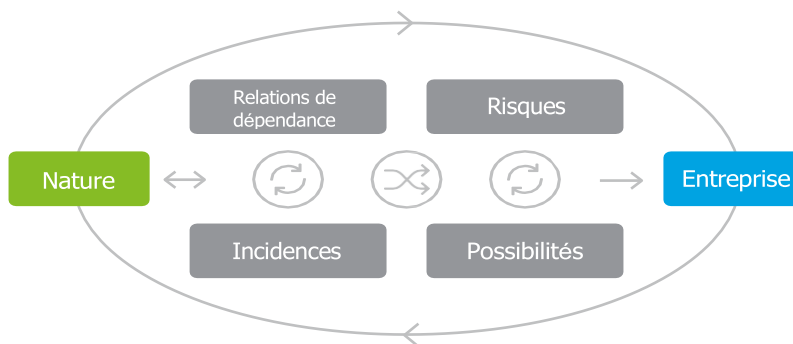 Relations de
dépendance
Risques
Nature
Entreprise
Incidences
Possibilités